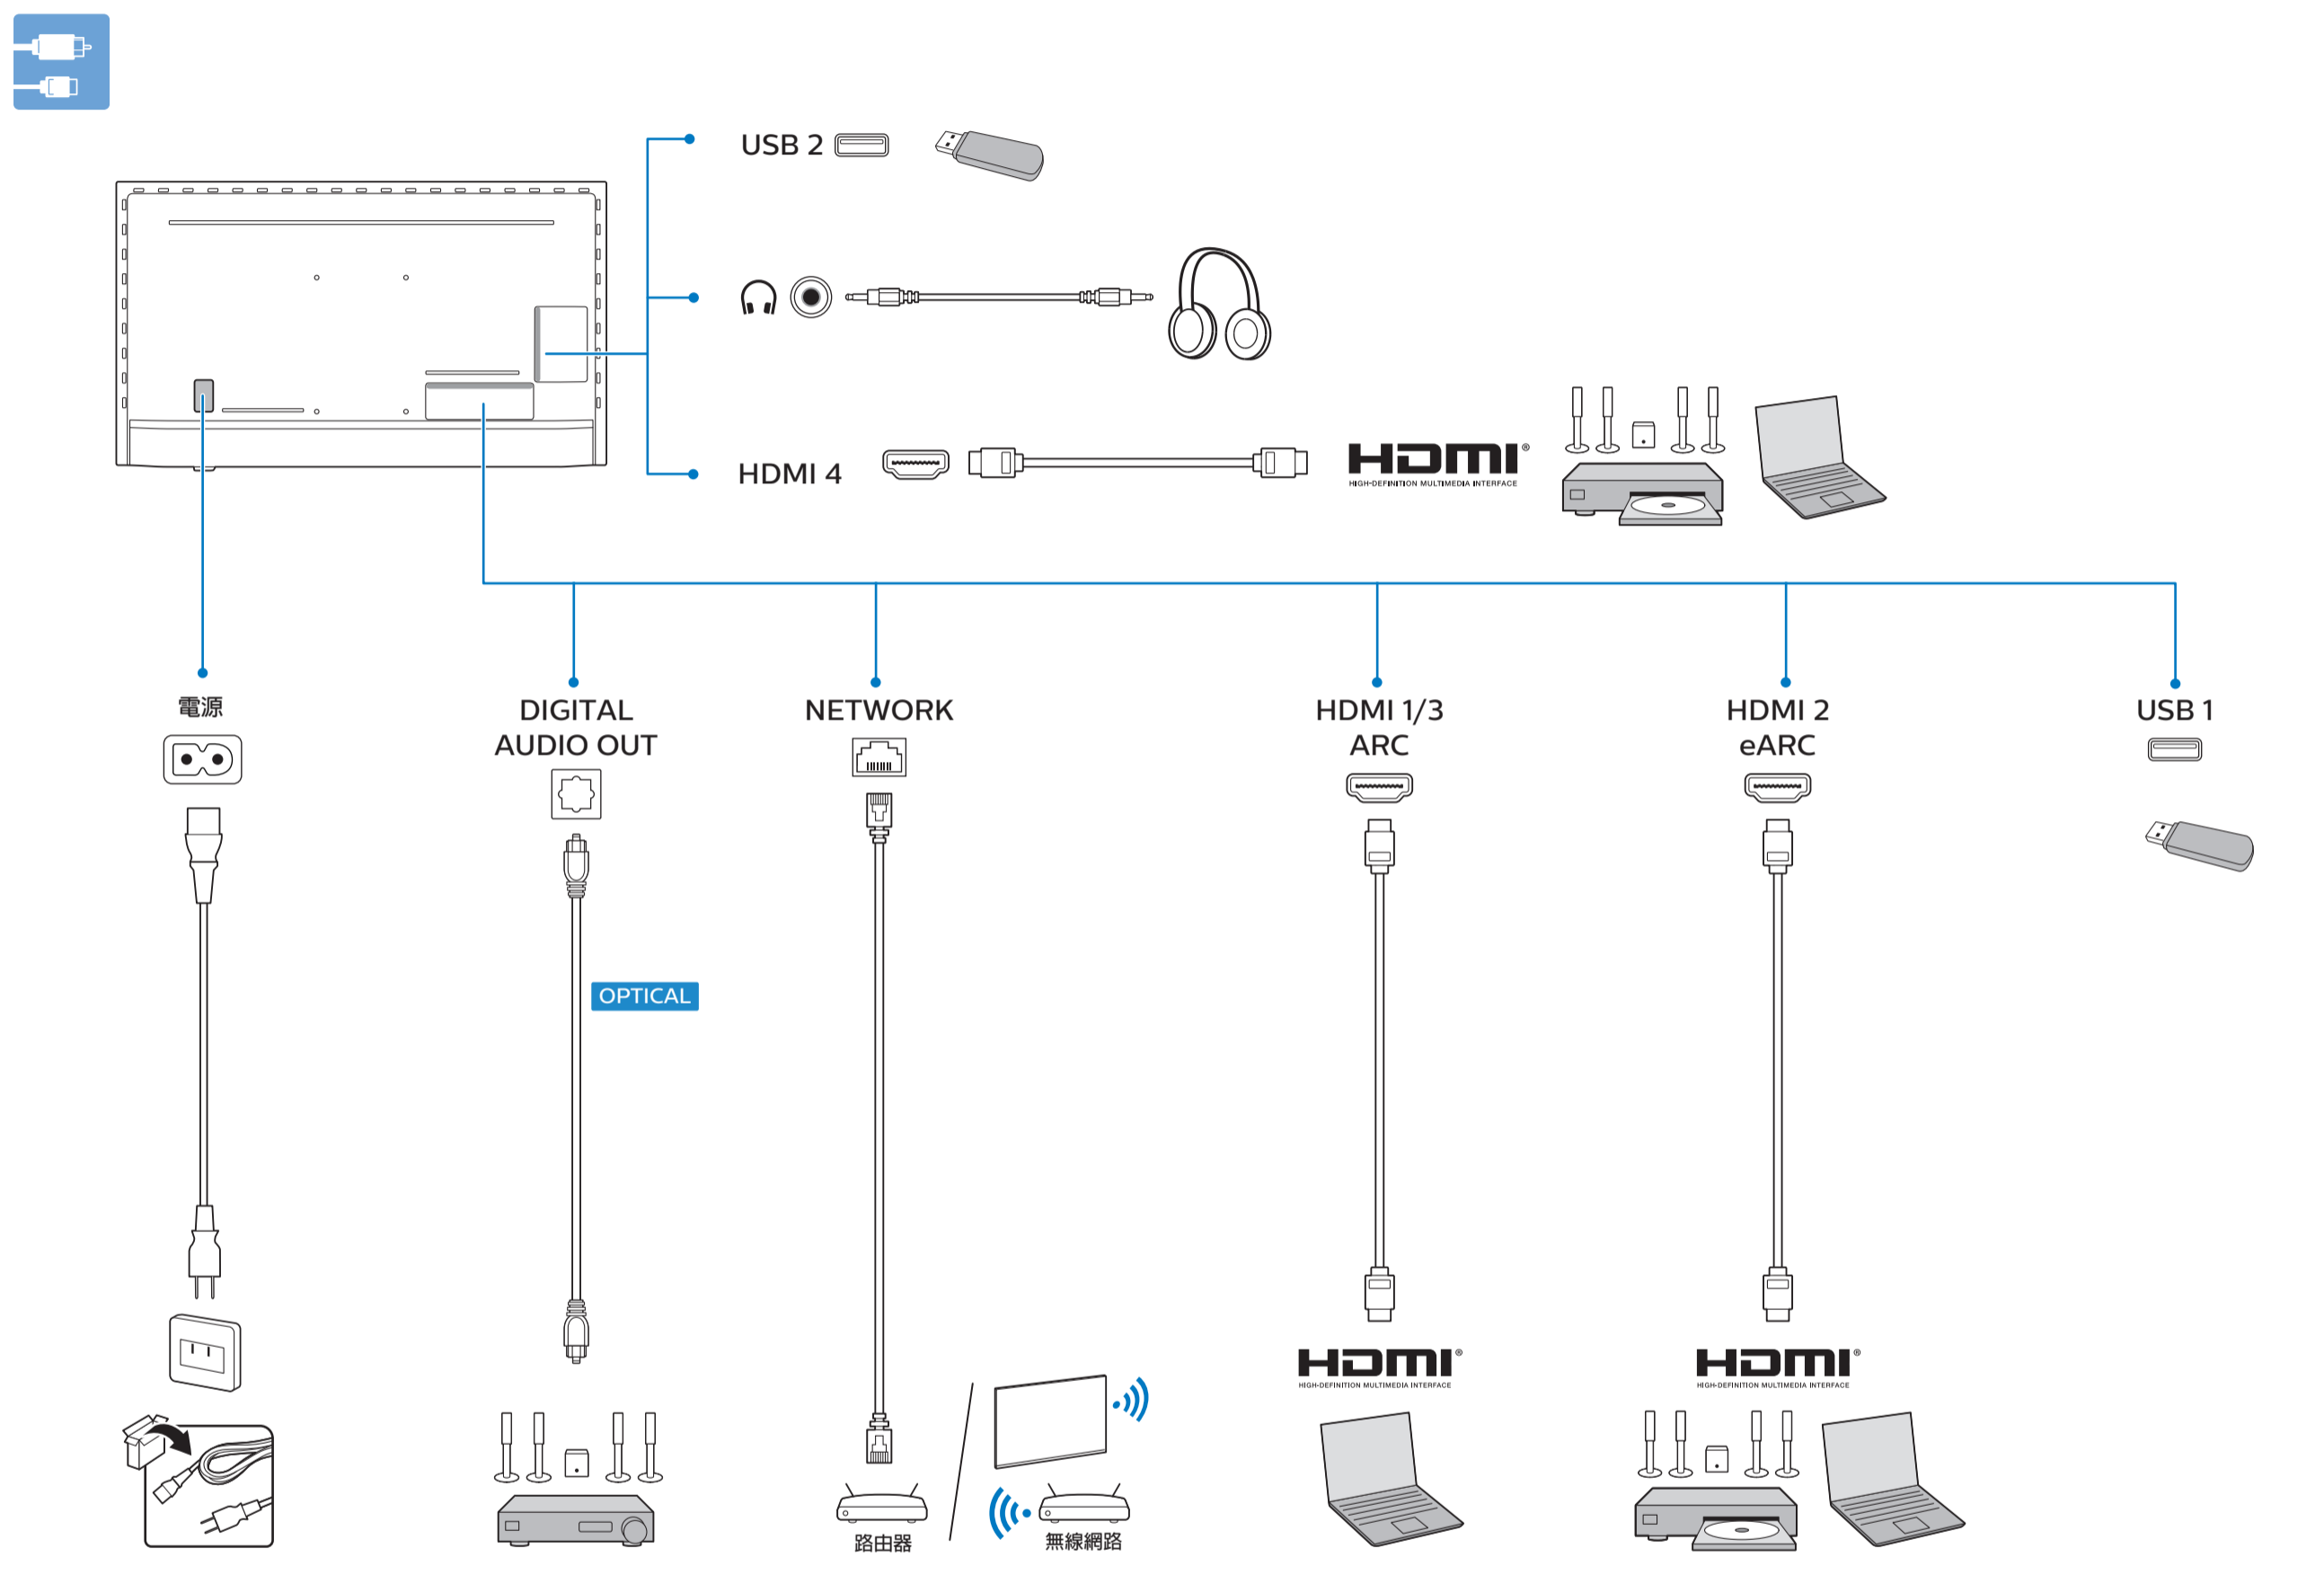 USB 2
HDMI 4
HDMI®
HIGH-DEFINITION MULTIMEDIA INTERFACE
電源
DIGITAL
AUDIO OUT
NETWORK
HDMI 1/3
ARC
HDMI 2
eARC
USB 1
OPTICAL
HDMI®
HIGH-DEFINITION MULTIMEDIA INTERFACE
HDMI®
HIGH-DEFINITION MULTIMEDIA INTERFACE
路由器
無線網路